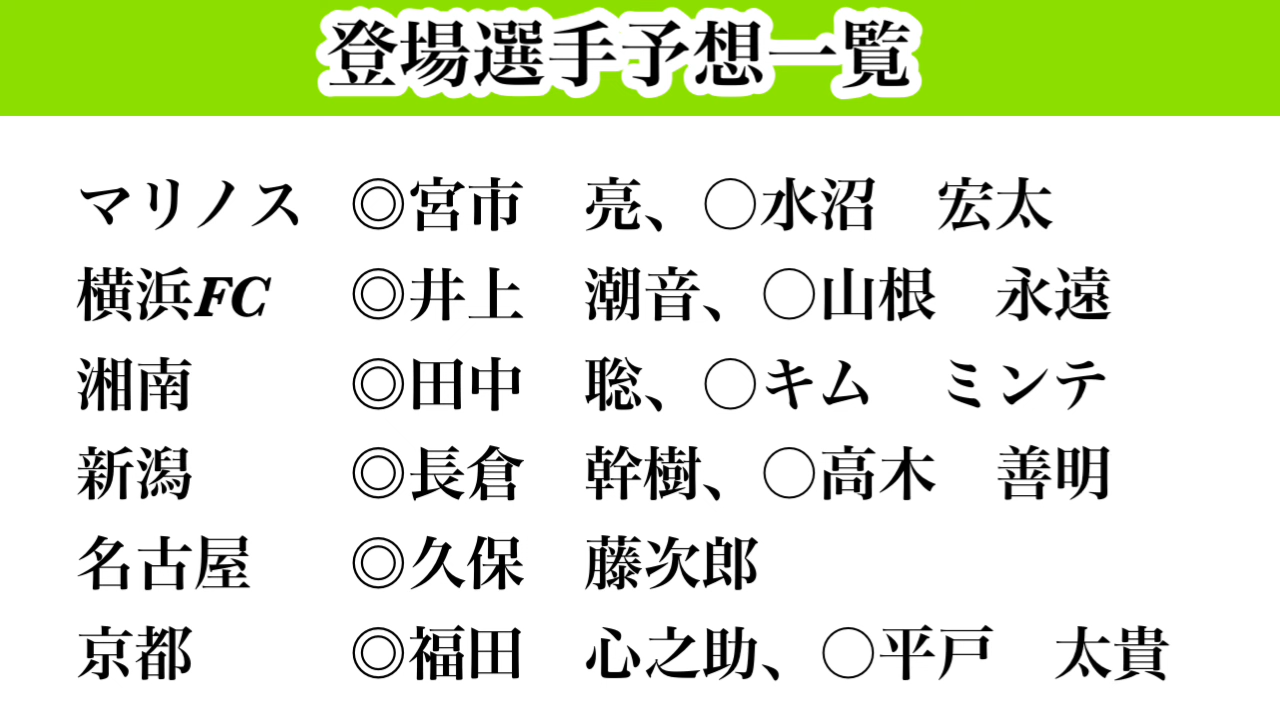 登場選手予想一覧
マリノス ◎宮市　亮、○水沼　宏太
横浜FC ◎井上　潮音、○山根　永遠
湘南 ◎田中　聡、○キム　ミンテ
新潟 ◎長倉　幹樹、○高木　善朗
名古屋 ◎久保　藤次郎
京都 ◎福田　心之助、○平戸　太貴